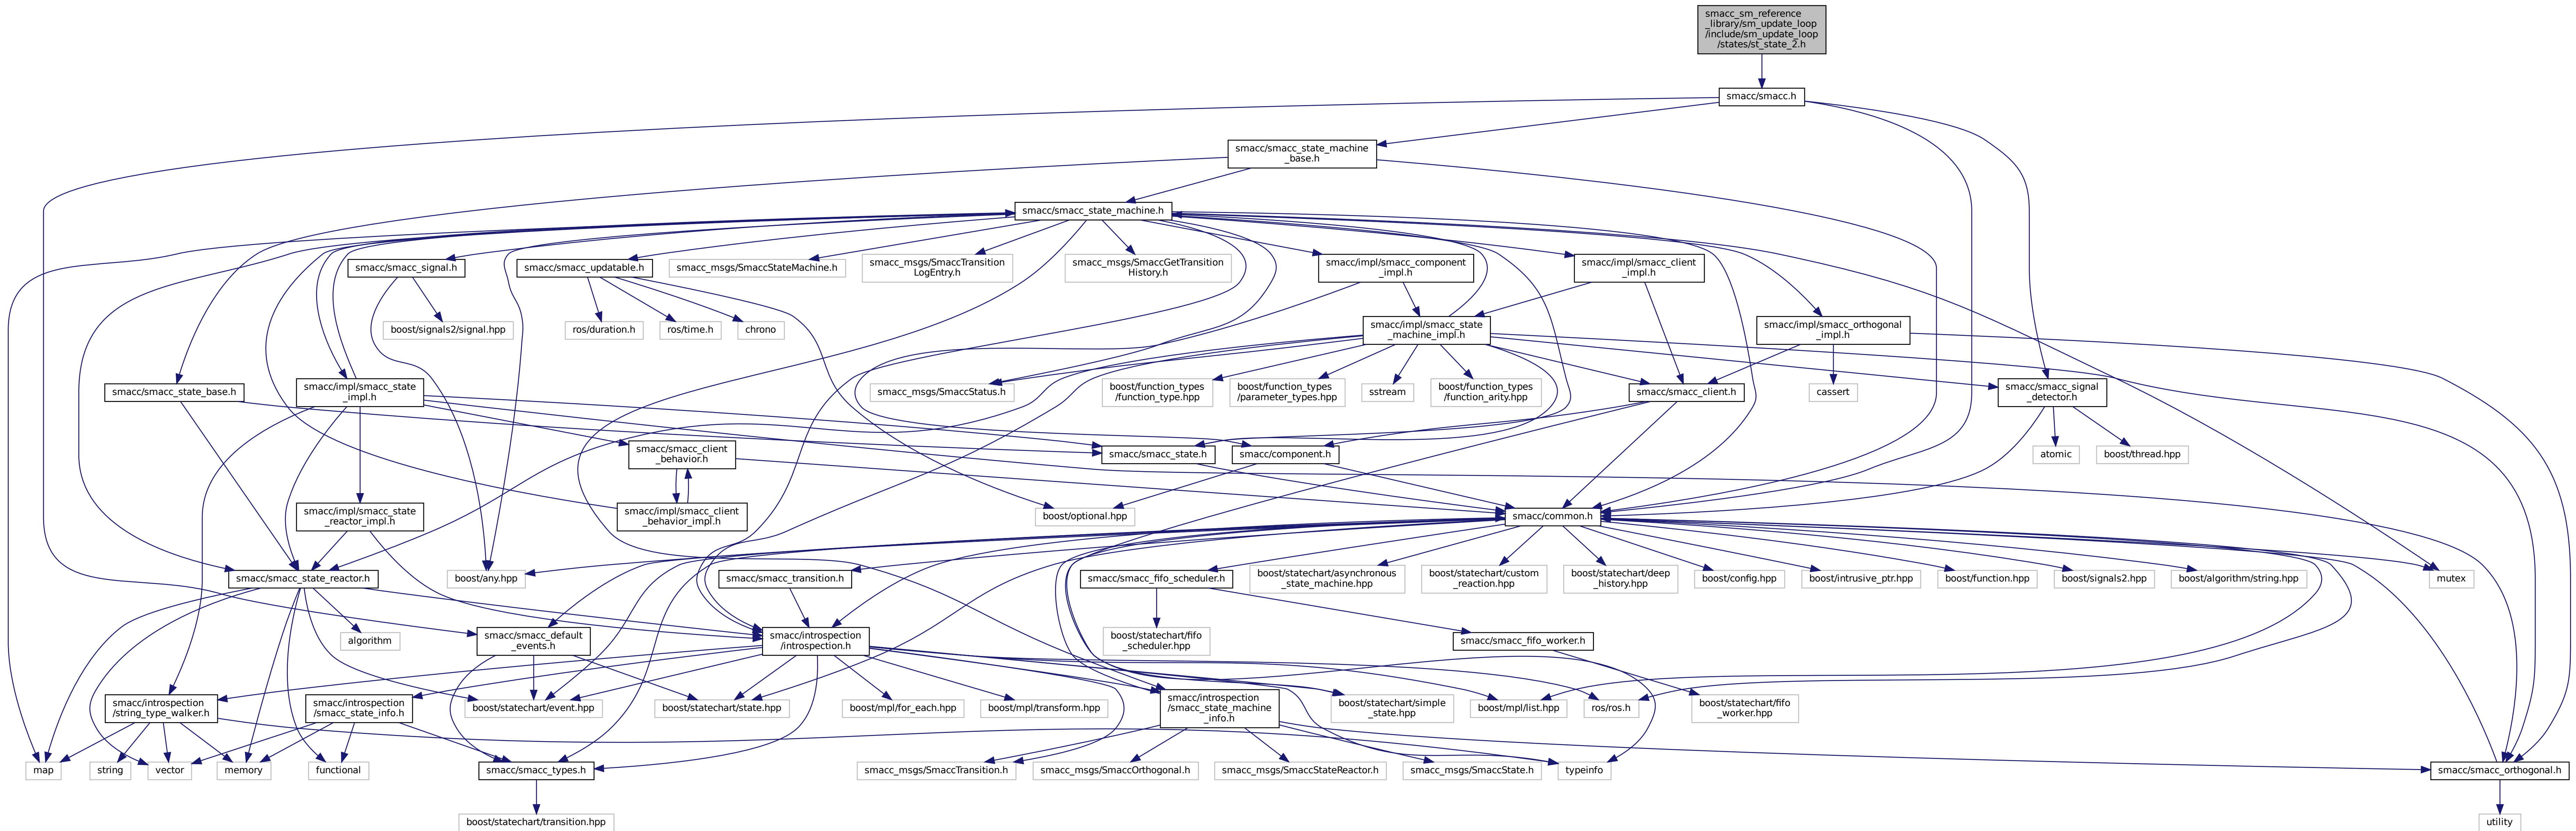 smacc_sm_reference
_library/sm_update_loop
/include/sm_update_loop
/states/st_state_2.h
smacc/smacc.h
smacc/smacc_state_machine
_base.h
smacc/smacc_state_machine.h
smacc/smacc_signal.h
smacc/smacc_updatable.h
smacc_msgs/SmaccStateMachine.h
smacc_msgs/SmaccTransition
LogEntry.h
smacc_msgs/SmaccGetTransition
History.h
smacc/impl/smacc_component
_impl.h
smacc/impl/smacc_client
_impl.h
boost/signals2/signal.hpp
ros/duration.h
ros/time.h
chrono
smacc/impl/smacc_state
_machine_impl.h
smacc/impl/smacc_orthogonal
_impl.h
smacc/smacc_state_base.h
smacc/impl/smacc_state
_impl.h
smacc_msgs/SmaccStatus.h
boost/function_types
/function_type.hpp
boost/function_types
/parameter_types.hpp
sstream
boost/function_types
/function_arity.hpp
smacc/smacc_client.h
cassert
smacc/smacc_signal
_detector.h
smacc/smacc_client
_behavior.h
smacc/smacc_state.h
smacc/component.h
atomic
boost/thread.hpp
smacc/impl/smacc_state
_reactor_impl.h
smacc/impl/smacc_client
_behavior_impl.h
boost/optional.hpp
smacc/common.h
smacc/smacc_state_reactor.h
boost/any.hpp
smacc/smacc_transition.h
smacc/smacc_fifo_scheduler.h
boost/statechart/asynchronous
_state_machine.hpp
boost/statechart/custom
_reaction.hpp
boost/statechart/deep
_history.hpp
boost/config.hpp
boost/intrusive_ptr.hpp
boost/function.hpp
boost/signals2.hpp
boost/algorithm/string.hpp
mutex
algorithm
smacc/smacc_default
_events.h
smacc/introspection
/introspection.h
boost/statechart/fifo
_scheduler.hpp
smacc/smacc_fifo_worker.h
smacc/introspection
/string_type_walker.h
smacc/introspection
/smacc_state_info.h
boost/statechart/event.hpp
boost/statechart/state.hpp
boost/mpl/for_each.hpp
boost/mpl/transform.hpp
smacc/introspection
/smacc_state_machine
_info.h
boost/statechart/simple
_state.hpp
boost/mpl/list.hpp
ros/ros.h
boost/statechart/fifo
_worker.hpp
map
string
vector
memory
functional
smacc/smacc_types.h
smacc_msgs/SmaccTransition.h
smacc_msgs/SmaccOrthogonal.h
smacc_msgs/SmaccStateReactor.h
smacc_msgs/SmaccState.h
typeinfo
smacc/smacc_orthogonal.h
boost/statechart/transition.hpp
utility